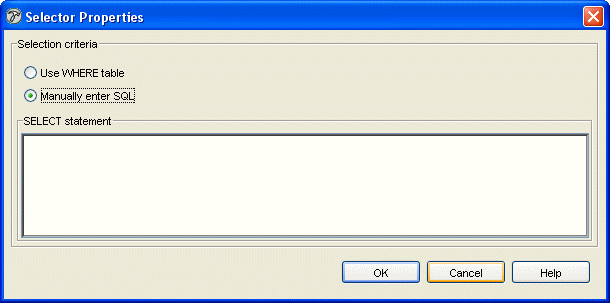 Selector Properties
Selection criteria
Use WHERE table
Manually enter SQL
SELECT statement
OK
Cancel
Help